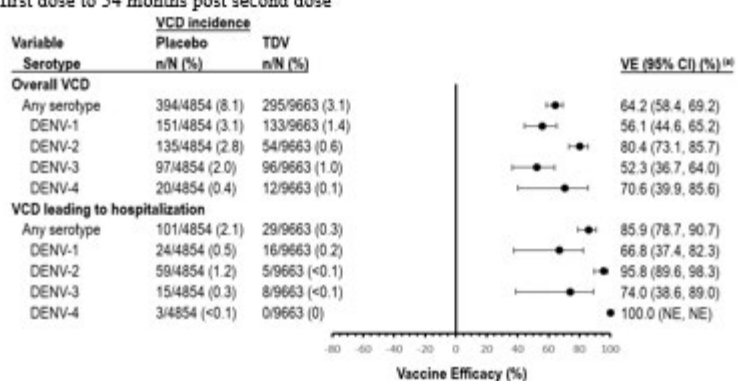 first dose to 54 months post second dose
VCD incidence
Variable Placebo TDV
Serotype n/N (%) n/N (%) VE (95% CI) (%) (a)
Overall VCD
Any serotype 394/4854 (8.1) 295/9663 (3.1) 64.2 (58.4, 69.2)
DENV-1 151/4854 (3.1) 133/9663 (1.4) 56.1 (44.6, 65.2)
DENV-2 135/4854 (2.8) 54/9663 (0.6) 80.4 (73.1, 85.7)
DENV-3 97/4854 (2.0) 96/9663 (1.0) 52.3 (36.7, 64.0)
DENV-4 20/4854 (0.4) 12/9663 (0.1) 70.6 (39.9, 85.6)
VCD leading to hospitalization
Any serotype 101/4854 (2.1) 29/9663 (0.3) 85.9 (78.7, 90.7)
DENV-1 24/4854 (0.5) 16/9663 (0.2) 66.8 (37.4, 82.3)
DENV-2 59/4854 (1.2) 5/9663 (<0.1) 95.8 (89.6, 98.3)
DENV-3 15/4854 (0.3) 8/9663 (<0.1) 74.0 (38.6, 89.0)
DENV-4 3/4854 (<0.1) 0/9663 (0) 100.0 (NE, NE)
-80 -60 -40 -20 0 20 40 60 80 100
Vaccine Efficacy (%)